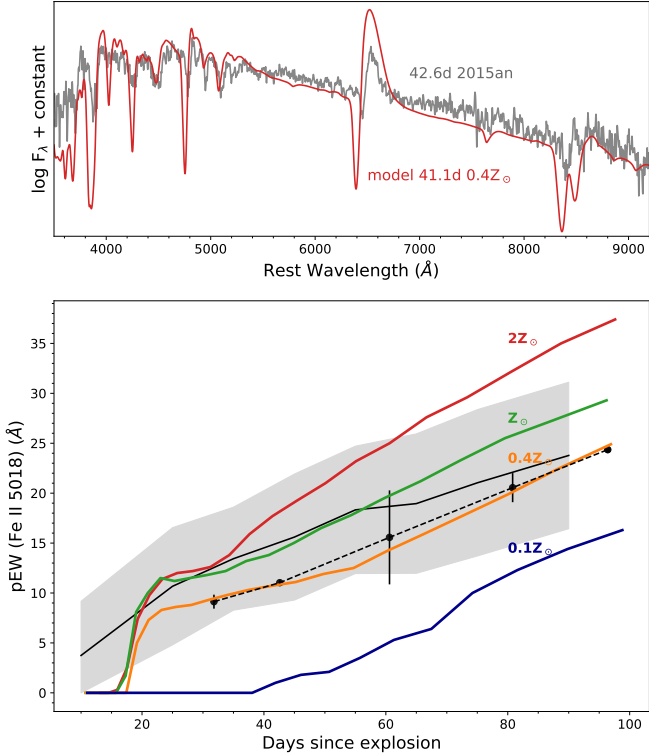 log F_λ + constant
42.6d 2015an
model 41.1d 0.4Z⊙
4000 5000 6000 7000 8000 9000
Rest Wavelength (Å)
pEW (Fe II 5018) (Å)
35
30
25
20
15
10
5
0
2Z⊙
Z⊙
0.4Z⊙
0.1Z⊙
20 40 60 80 100
Days since explosion